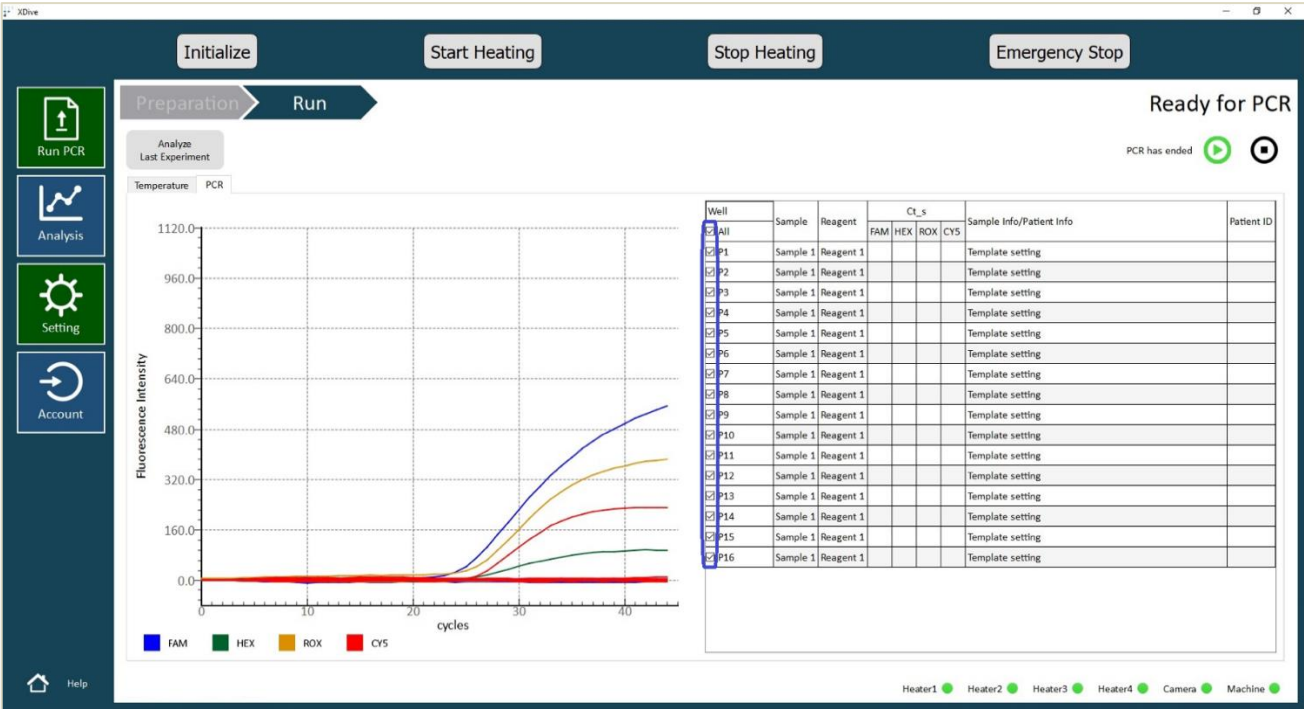 XDive
Initialize
Start Heating
Stop Heating
Emergency Stop
Run PCR
Analysis
Setting
Account
Help
Preparation
Run
Ready for PCR
Analyze
Last Experiment
PCR has ended
Temperature
PCR
Fluorescence Intensity
1120.0
960.0
800.0
640.0
480.0
320.0
160.0
0.0
0 10 20 30 40
cycles
FAM HEX ROX CY5
Well Sample Reagent Ct_s Sample Info/Patient Info Patient ID
All FAM HEX ROX CY5
P1 Sample 1 Reagent 1 Template setting
P2 Sample 1 Reagent 1 Template setting
P3 Sample 1 Reagent 1 Template setting
P4 Sample 1 Reagent 1 Template setting
P5 Sample 1 Reagent 1 Template setting
P6 Sample 1 Reagent 1 Template setting
P7 Sample 1 Reagent 1 Template setting
P8 Sample 1 Reagent 1 Template setting
P9 Sample 1 Reagent 1 Template setting
P10 Sample 1 Reagent 1 Template setting
P11 Sample 1 Reagent 1 Template setting
P12 Sample 1 Reagent 1 Template setting
P13 Sample 1 Reagent 1 Template setting
P14 Sample 1 Reagent 1 Template setting
P15 Sample 1 Reagent 1 Template setting
P16 Sample 1 Reagent 1 Template setting
Heater1 Heater2 Heater3 Heater4 Camera Machine